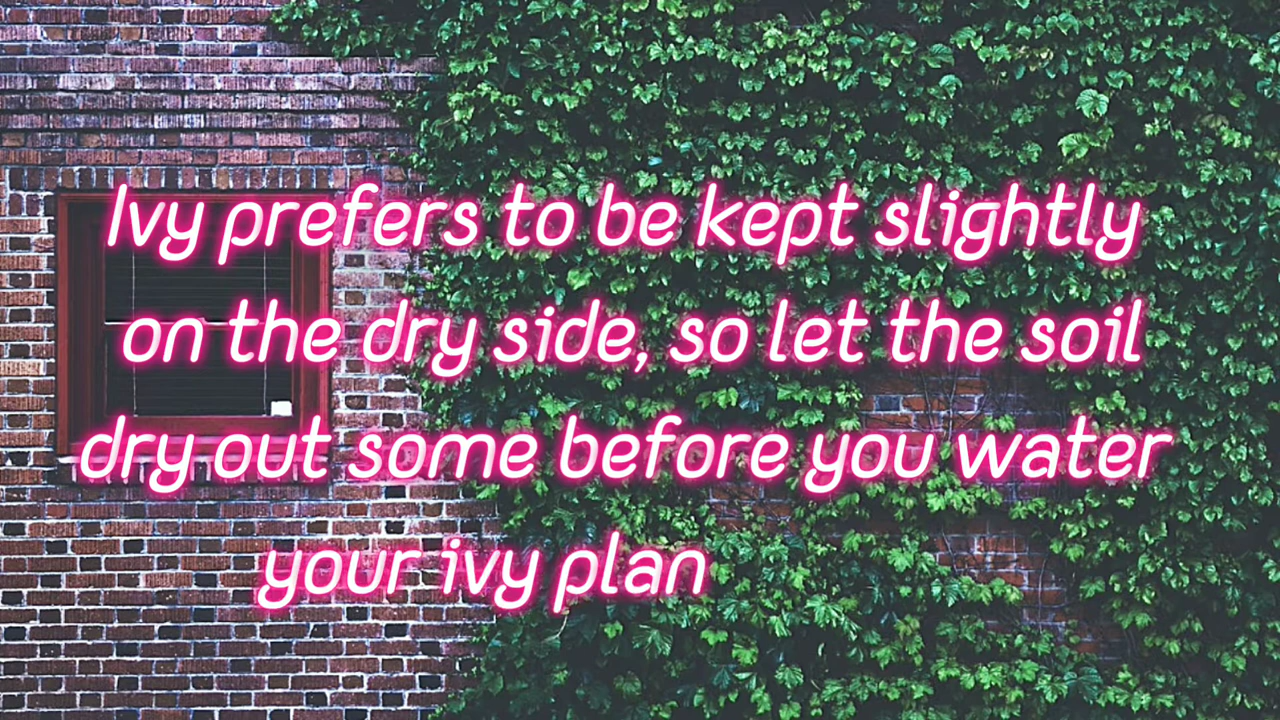 Ivy prefers to be kept slightly
on the dry side, so let the soil
dry out some before you water
your ivy plan